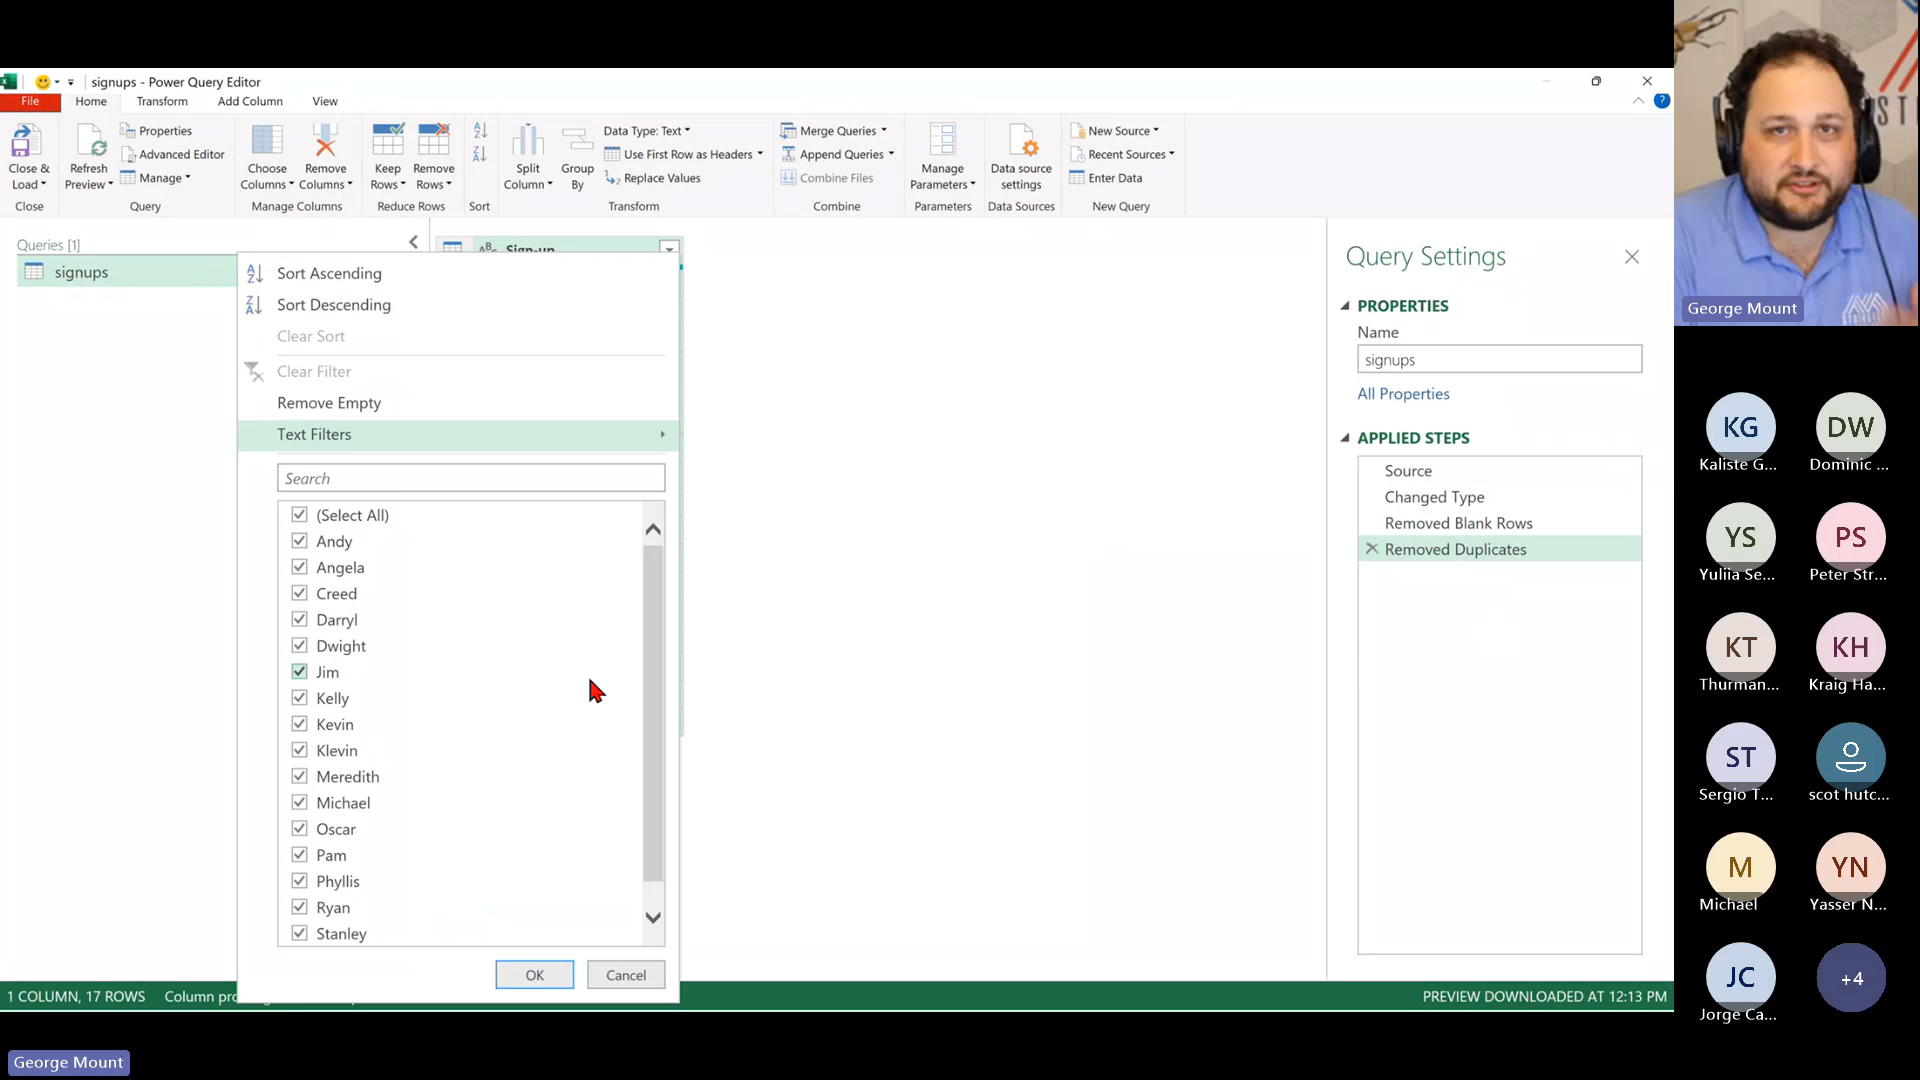 signups - Power Query Editor
File
Home
Transform
Add Column
View
?
Close & Load
Refresh Preview
Properties
Advanced Editor
Manage
Choose Columns
Remove Columns
Keep Rows
Remove Rows
Split Column
Group By
Data Type: Text
Use First Row as Headers
Replace Values
Merge Queries
Append Queries
Combine Files
Manage Parameters
Data source settings
New Source
Recent Sources
Enter Data
Close
Query
Manage Columns
Reduce Rows
Sort
Transform
Combine
Parameters
Data Sources
New Query
Queries [1]
signups
Sign-up
Sort Ascending
Sort Descending
Clear Sort
Clear Filter
Remove Empty
Text Filters
Search
(Select All)
Andy
Angela
Creed
Darryl
Dwight
Jim
Kelly
Kevin
Klevin
Meredith
Michael
Oscar
Pam
Phyllis
Ryan
Stanley
OK
Cancel
Query Settings
PROPERTIES
Name
signups
All Properties
APPLIED STEPS
Source
Changed Type
Removed Blank Rows
Removed Duplicates
1 COLUMN, 17 ROWS
Column pro
PREVIEW DOWNLOADED AT 12:13 PM
George Mount
George Mount
KG
Kaliste G...
DW
Dominic ...
YS
Yuliia Se...
PS
Peter Str...
KT
Thurman...
KH
Kraig Ha...
ST
Sergio T...
scot hutc...
M
Michael
YN
Yasser N...
JC
Jorge Ca...
+4